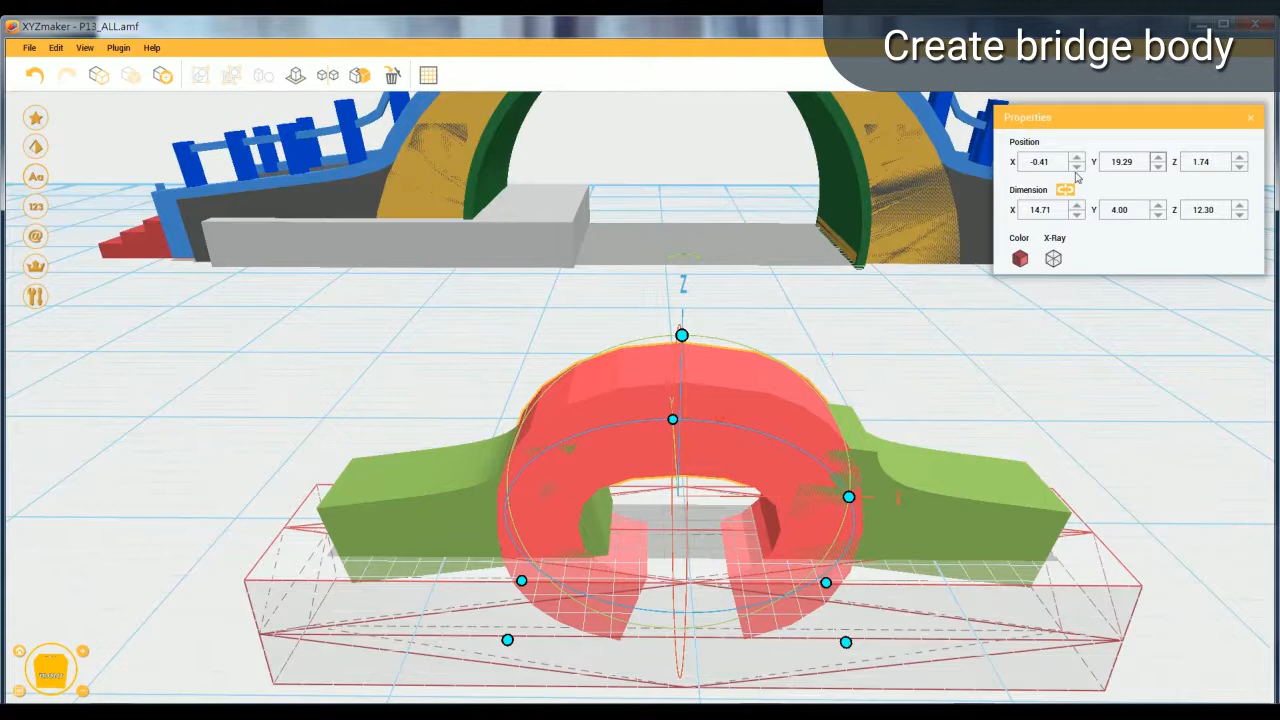 XYZmaker - P13_ALL.amf
Create bridge body
File Edit View Plugin Help
Aa
123
@
Properties
Position
X -0.41 Y 19.29 Z 1.74
Dimension
X 14.71 Y 4.00 Z 12.30
Color X-Ray
Z
Y